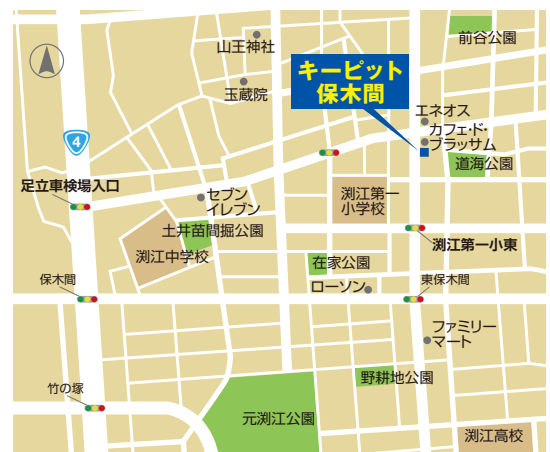 前谷公園
山王神社
キーピット
保木間
玉蔵院
エネオス
カフェ・ド・
ブラッサム
4
道海公園
足立車検場入口
セブン
イレブン
渕江第一
小学校
土井苗間掘公園
渕江第一小東
渕江中学校
在家公園
保木間
ローソン
東保木間
ファミリー
マート
竹の塚
野耕地公園
元渕江公園
渕江高校